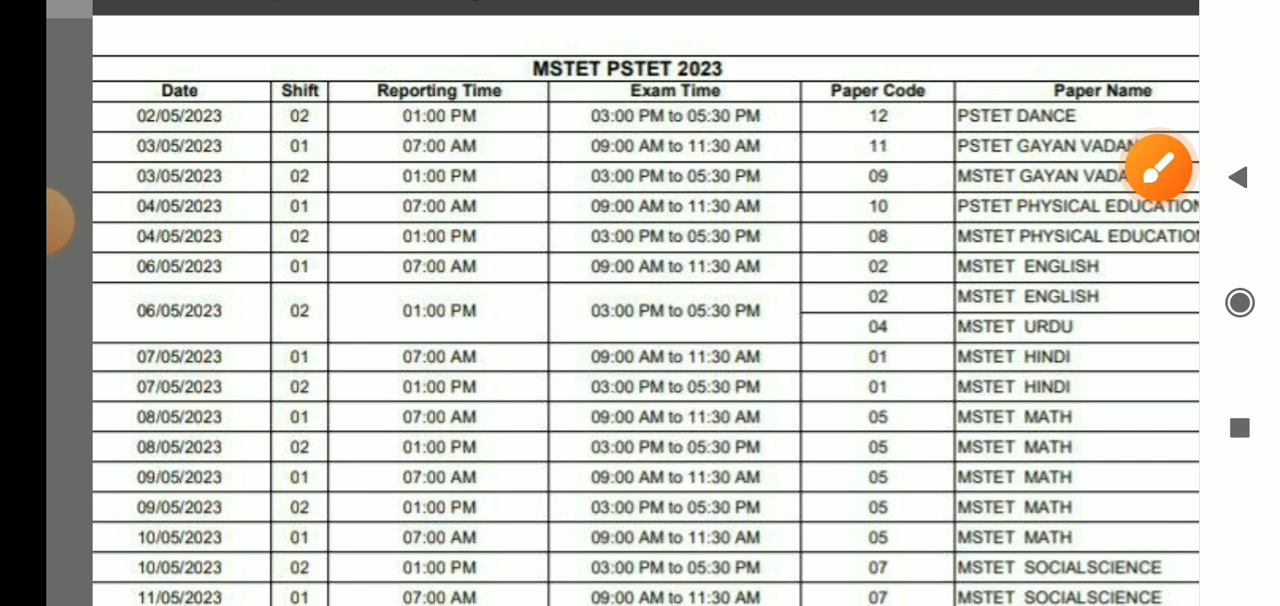 MSTET PSTET 2023
Date Shift Reporting Time Exam Time Paper Code Paper Name
02/05/2023 02 01:00 PM 03:00 PM to 05:30 PM 12 PSTET DANCE
03/05/2023 01 07:00 AM 09:00 AM to 11:30 AM 11 PSTET GAYAN VADAN
03/05/2023 02 01:00 PM 03:00 PM to 05:30 PM 09 MSTET GAYAN VADA
04/05/2023 01 07:00 AM 09:00 AM to 11:30 AM 10 PSTET PHYSICAL EDUCATION
04/05/2023 02 01:00 PM 03:00 PM to 05:30 PM 08 MSTET PHYSICAL EDUCATION
06/05/2023 01 07:00 AM 09:00 AM to 11:30 AM 02 MSTET ENGLISH
06/05/2023 02 01:00 PM 03:00 PM to 05:30 PM 02 MSTET ENGLISH
04 MSTET URDU
07/05/2023 01 07:00 AM 09:00 AM to 11:30 AM 01 MSTET HINDI
07/05/2023 02 01:00 PM 03:00 PM to 05:30 PM 01 MSTET HINDI
08/05/2023 01 07:00 AM 09:00 AM to 11:30 AM 05 MSTET MATH
08/05/2023 02 01:00 PM 03:00 PM to 05:30 PM 05 MSTET MATH
09/05/2023 01 07:00 AM 09:00 AM to 11:30 AM 05 MSTET MATH
09/05/2023 02 01:00 PM 03:00 PM to 05:30 PM 05 MSTET MATH
10/05/2023 01 07:00 AM 09:00 AM to 11:30 AM 05 MSTET MATH
10/05/2023 02 01:00 PM 03:00 PM to 05:30 PM 07 MSTET SOCIALSCIENCE
11/05/2023 01 07:00 AM 09:00 AM to 11:30 AM 07 MSTET SOCIALSCIENCE